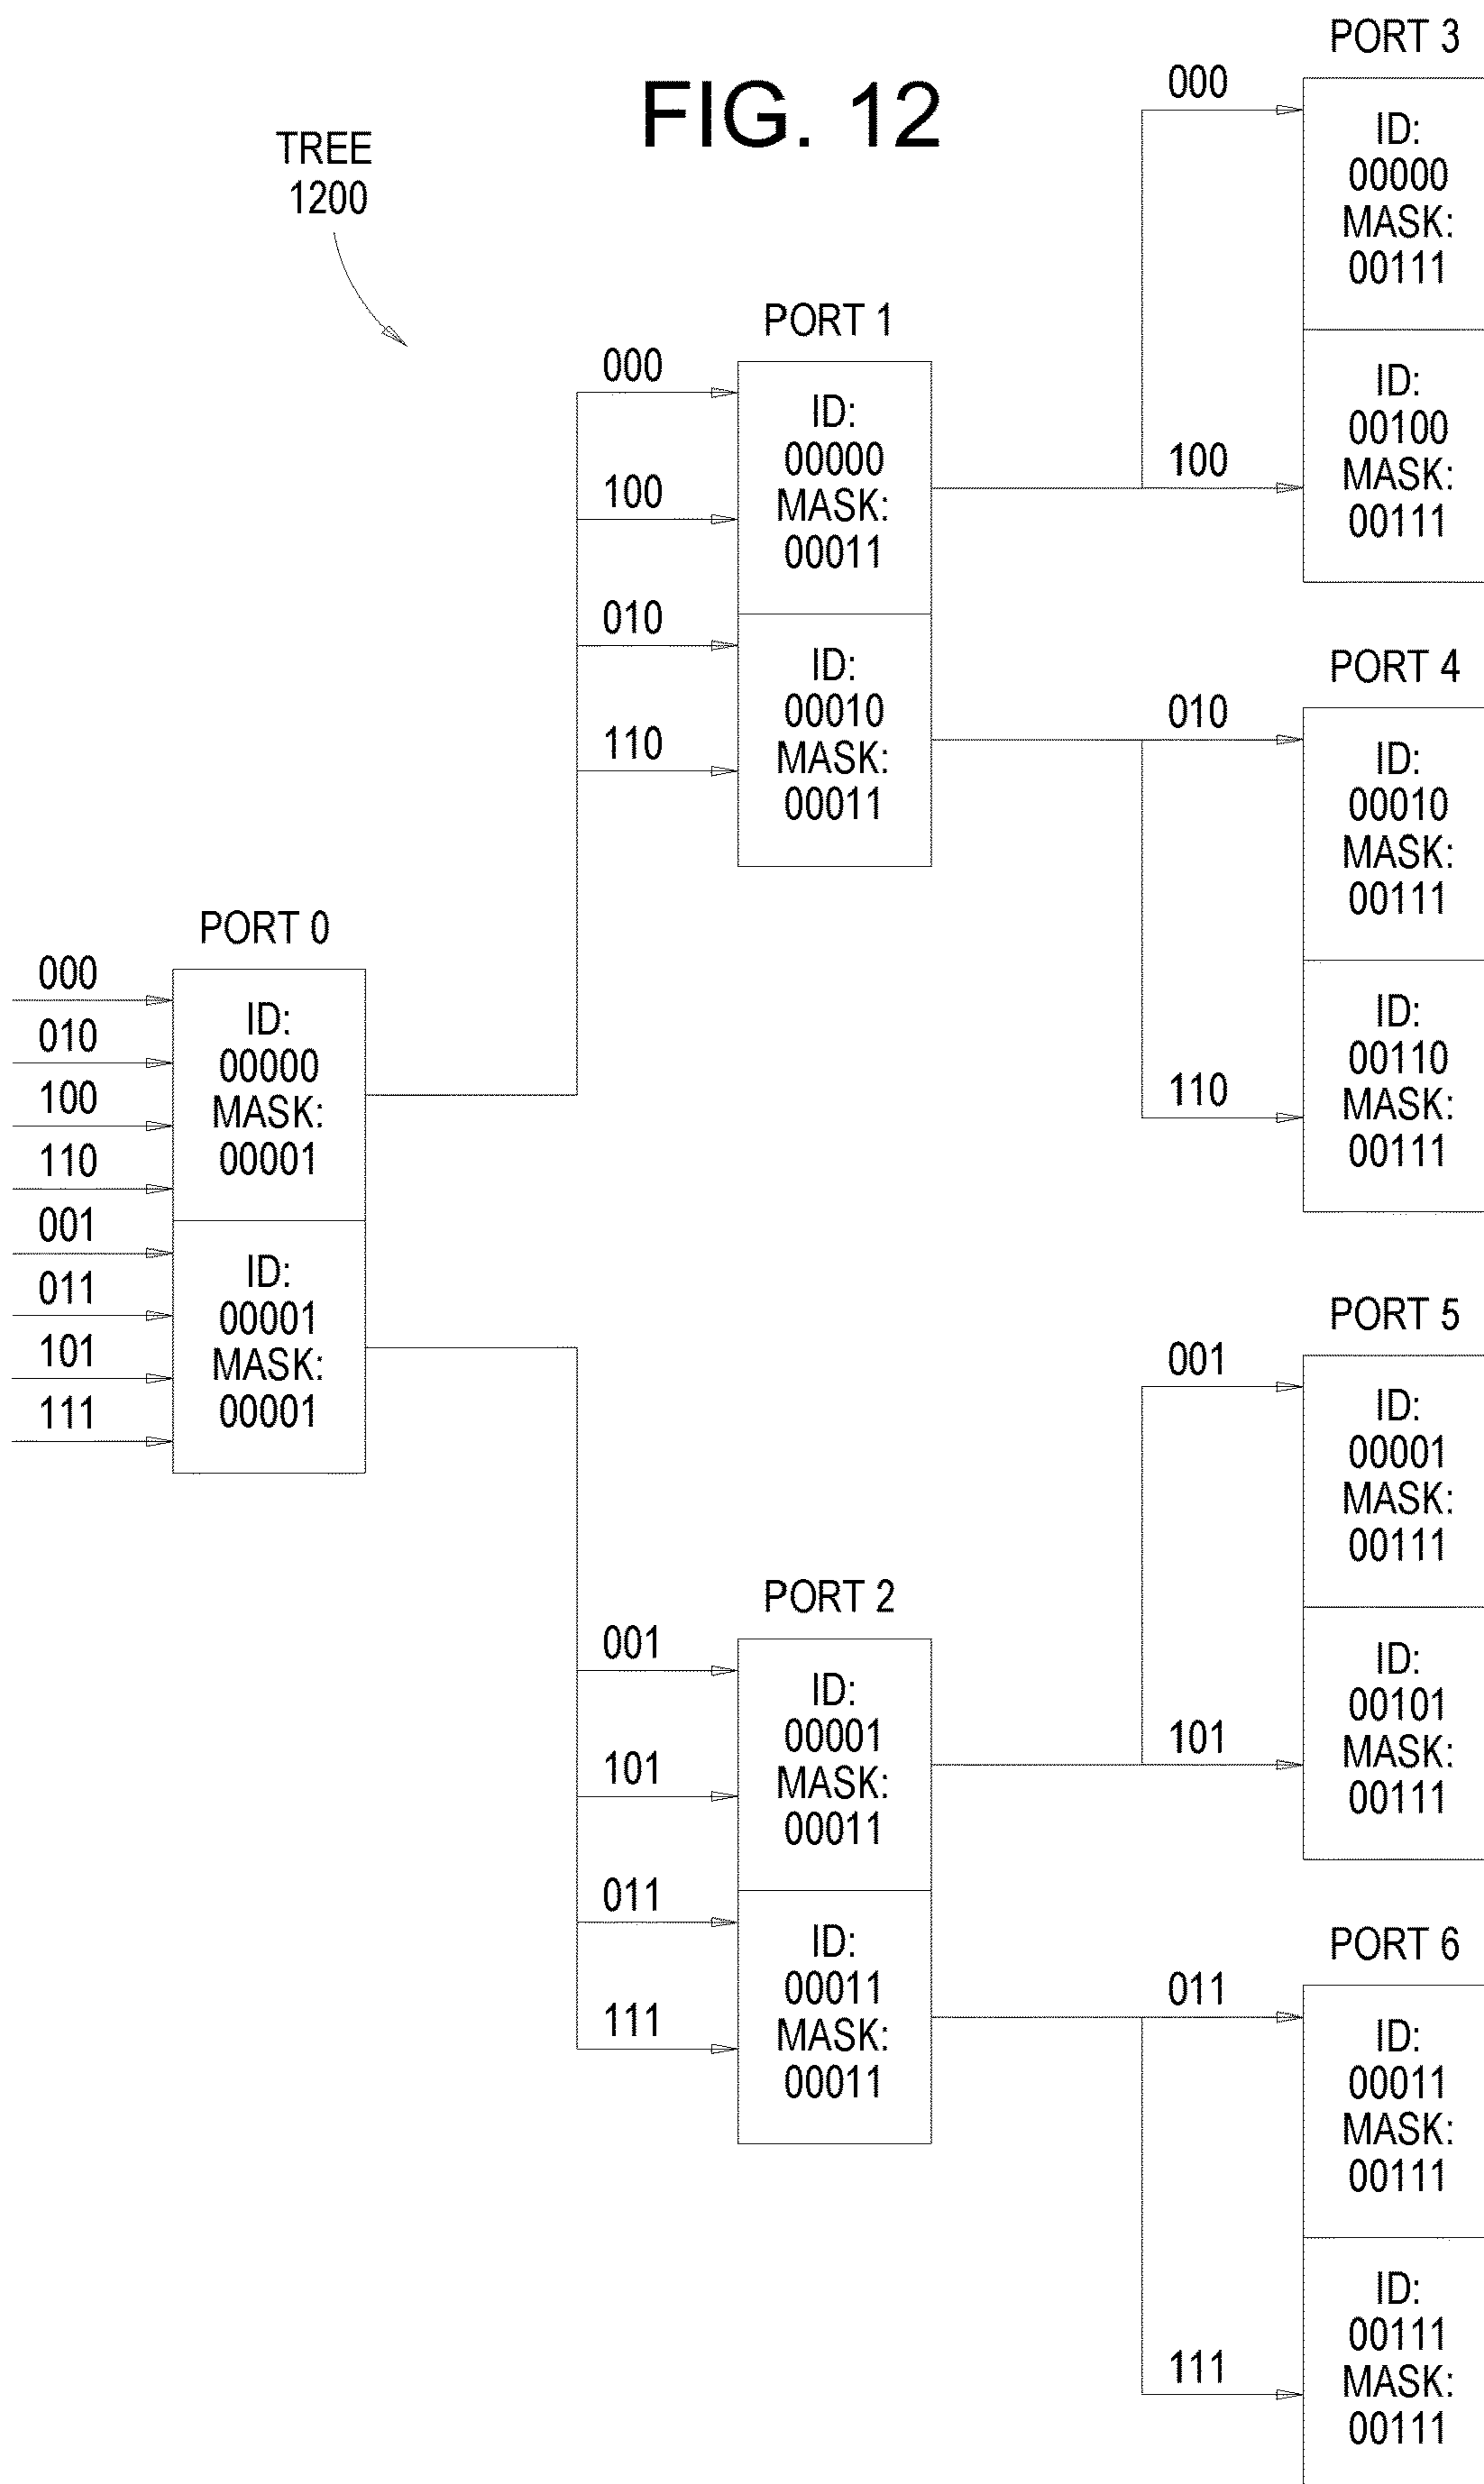 FIG. 12
TREE
1200
PORT 0
000
010
100
110
001
011
101
111
ID:
00000
MASK:
00001
ID:
00001
MASK:
00001
000
100
010
110
PORT 1
ID:
00000
MASK:
00011
ID:
00010
MASK:
00011
001
101
011
111
PORT 2
ID:
00001
MASK:
00011
ID:
00011
MASK:
00011
000
100
PORT 3
ID:
00000
MASK:
00111
ID:
00100
MASK:
00111
010
110
PORT 4
ID:
00010
MASK:
00111
ID:
00110
MASK:
00111
001
101
PORT 5
ID:
00001
MASK:
00111
ID:
00101
MASK:
00111
011
111
PORT 6
ID:
00011
MASK:
00111
ID:
00111
MASK:
00111